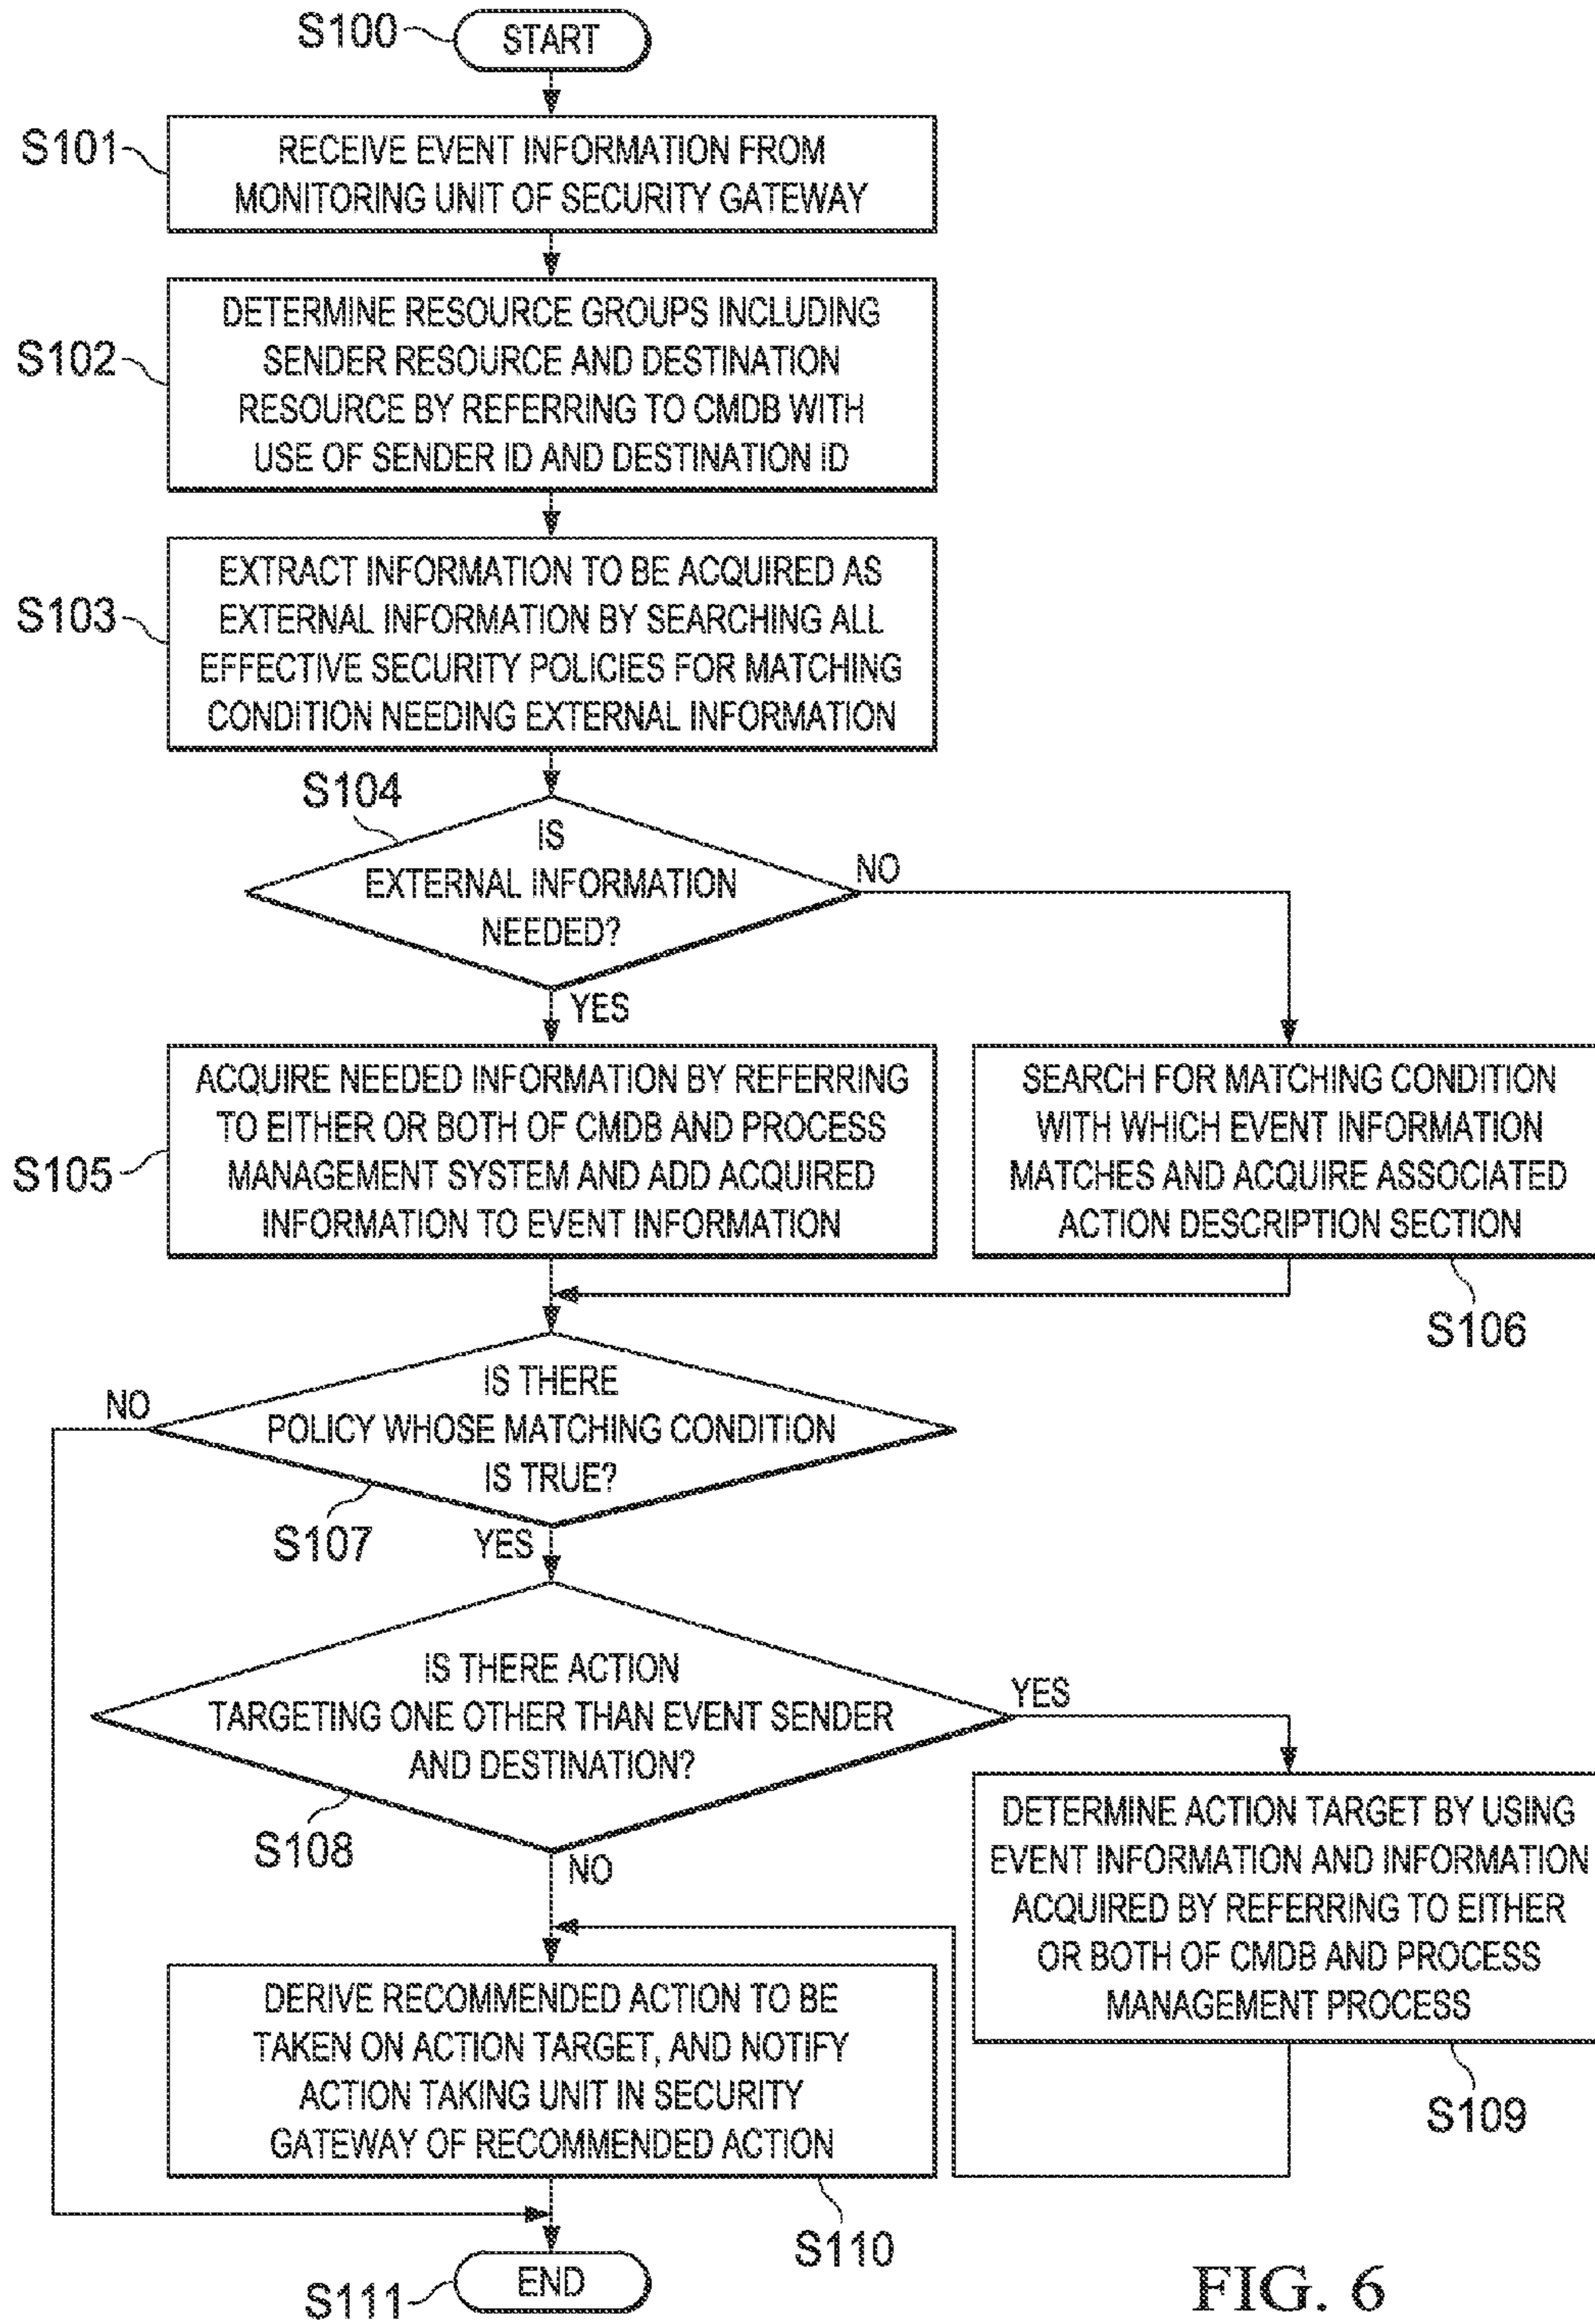 S100
START
S101
RECEIVE EVENT INFORMATION FROM
MONITORING UNIT OF SECURITY GATEWAY
S102
DETERMINE RESOURCE GROUPS INCLUDING
SENDER RESOURCE AND DESTINATION
RESOURCE BY REFERRING TO CMDB WITH
USE OF SENDER ID AND DESTINATION ID
S103
EXTRACT INFORMATION TO BE ACQUIRED AS
EXTERNAL INFORMATION BY SEARCHING ALL
EFFECTIVE SECURITY POLICIES FOR MATCHING
CONDITION NEEDING EXTERNAL INFORMATION
S104
IS
EXTERNAL INFORMATION
NEEDED?
NO
YES
S105
ACQUIRE NEEDED INFORMATION BY REFERRING
TO EITHER OR BOTH OF CMDB AND PROCESS
MANAGEMENT SYSTEM AND ADD ACQUIRED
INFORMATION TO EVENT INFORMATION
SEARCH FOR MATCHING CONDITION
WITH WHICH EVENT INFORMATION
MATCHES AND ACQUIRE ASSOCIATED
ACTION DESCRIPTION SECTION
S106
NO
IS THERE
POLICY WHOSE MATCHING CONDITION
IS TRUE?
S107
YES
IS THERE ACTION
TARGETING ONE OTHER THAN EVENT SENDER
AND DESTINATION?
YES
S108
NO
DETERMINE ACTION TARGET BY USING
EVENT INFORMATION AND INFORMATION
ACQUIRED BY REFERRING TO EITHER
OR BOTH OF CMDB AND PROCESS
MANAGEMENT PROCESS
S109
DERIVE RECOMMENDED ACTION TO BE
TAKEN ON ACTION TARGET, AND NOTIFY
ACTION TAKING UNIT IN SECURITY
GATEWAY OF RECOMMENDED ACTION
S110
S111
END
FIG. 6